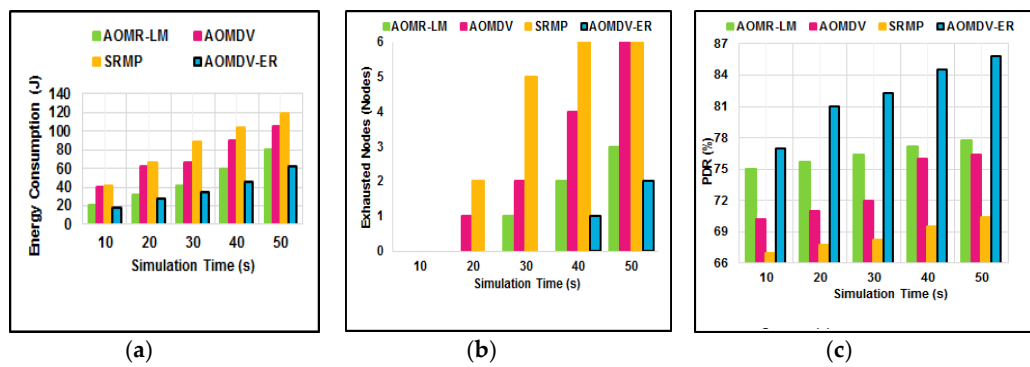 AOMR-LM AOMDV
SRMP AOMDV-ER
Energy Consumption (J)
140
120
100
80
60
40
20
0
10 20 30 40 50
Simulation Time (s)
(a)
AOMR-LM AOMDV SRMP AOMDV-ER
Exhausted Nodes (Nodes)
6
5
4
3
2
1
0
10 20 30 40 50
Simulation Time (s)
(b)
AOMR-LM AOMDV SRMP AOMDV-ER
PDR (%)
87
84
81
78
75
72
69
66
10 20 30 40 50
Simulation Time (s)
(c)